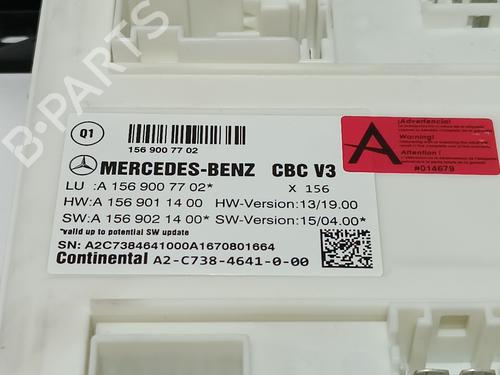 B-PARTS
Q1
156 900 77 02
MERCEDES-BENZ CBC V3
LU :A 156 900 77 02* X 156
HW:A 156 901 14 00 HW-Version:13/19.00
SW:A 156 902 14 00* SW-Version:15/04.00*
*valid up to potential SW update
SN: A2C7384641000A1670801664
Continental A2-C738-4641-0-00
¡Advertencia!
A
Warning!
Attention !
#014679